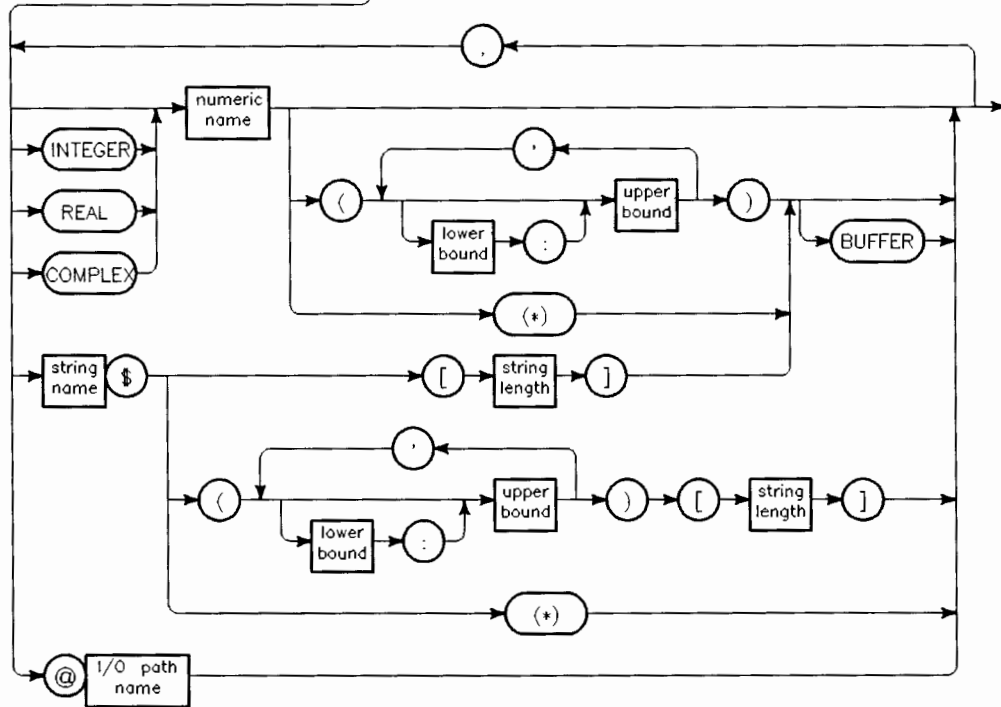 ,
numeric
name
INTEGER
REAL
COMPLEX
(
,
lower
bound
:
upper
bound
)
BUFFER
(*)
string
name
$
[
string
length
]
(
,
lower
bound
:
upper
bound
)
[
string
length
]
(*)
@
I/O path
name